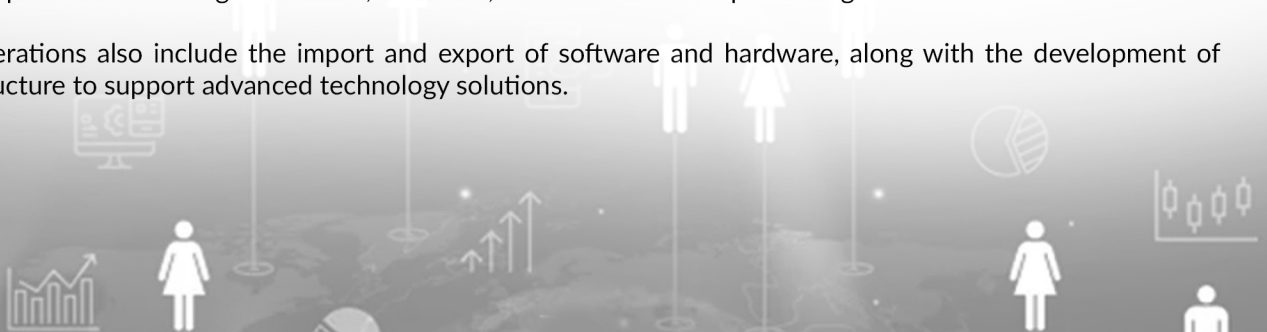 erations also include the import and export of software and hardware, along with the development of
ucture to support advanced technology solutions.